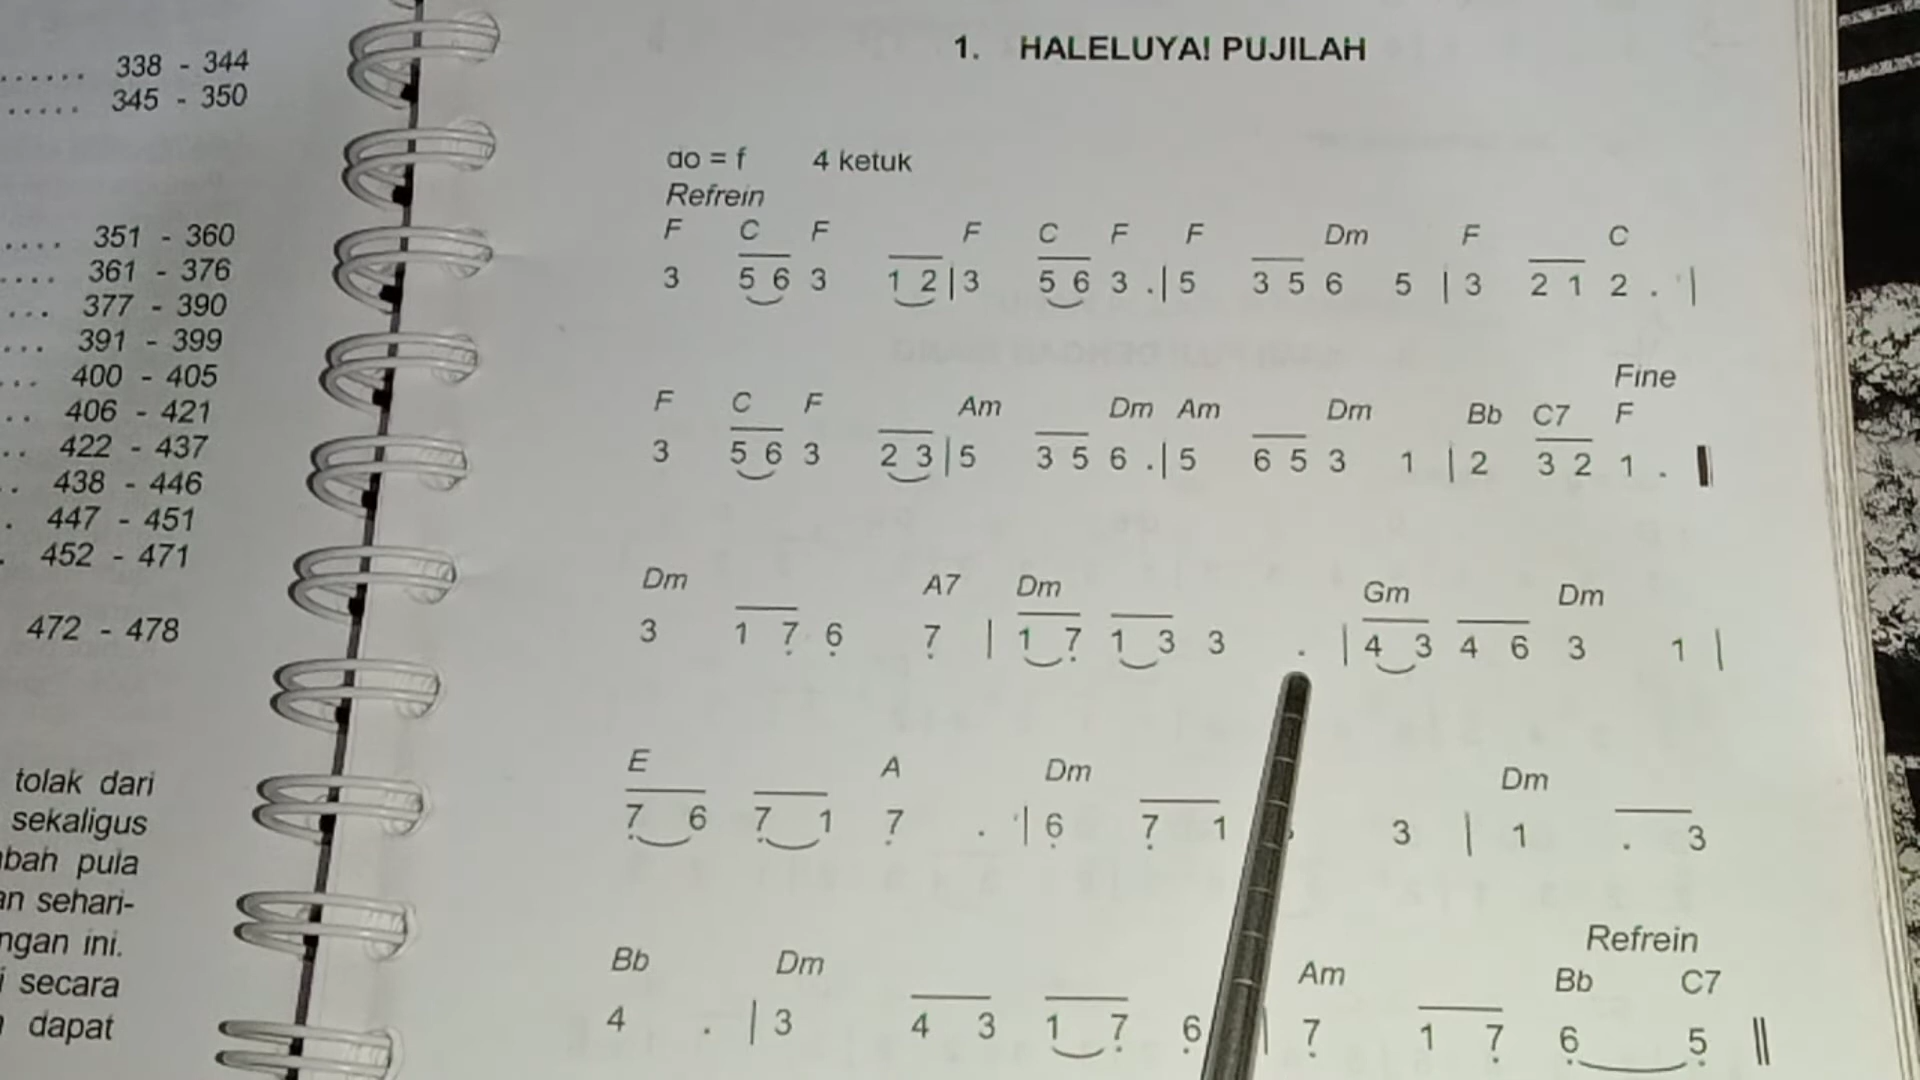 ...... 338 - 344
..... 345 - 350
.... 351 - 360
.... 361 - 376
... 377 - 390
... 391 - 399
... 400 - 405
.. 406 - 421
.. 422 - 437
. 438 - 446
. 447 - 451
. 452 - 471
472 - 478
tolak dari
sekaligus
bah pula
an sehari-
ngan ini.
i secara
dapat
1. HALELUYA! PUJILAH
do = f 4 ketuk
Refrein
F C F F C F F Dm F C
3 5 6 3 1 2 | 3 5 6 3 . | 5 3 5 6 5 | 3 2 1 2 . |
Fine
F C F Am Dm Am Dm Bb C7 F
3 5 6 3 2 3 | 5 3 5 6 . | 5 6 5 3 1 | 2 3 2 1 .
Dm A7 Dm Gm Dm
3 1 7̣ 6̣ 7̣ | 1 7̣ 1 3 3 . | 4 3 4 6 3 1 |
E A Dm Dm
7̣ 6 7̣ 1 7̣ . | 6̣ 7̣ 1 3 | 1 . 3
Refrein
Bb Dm Am Bb C7
4 . | 3 4 3 1 7̣ 6̣ | 7̣ 1 7̣ 6̣ 5̣ ||